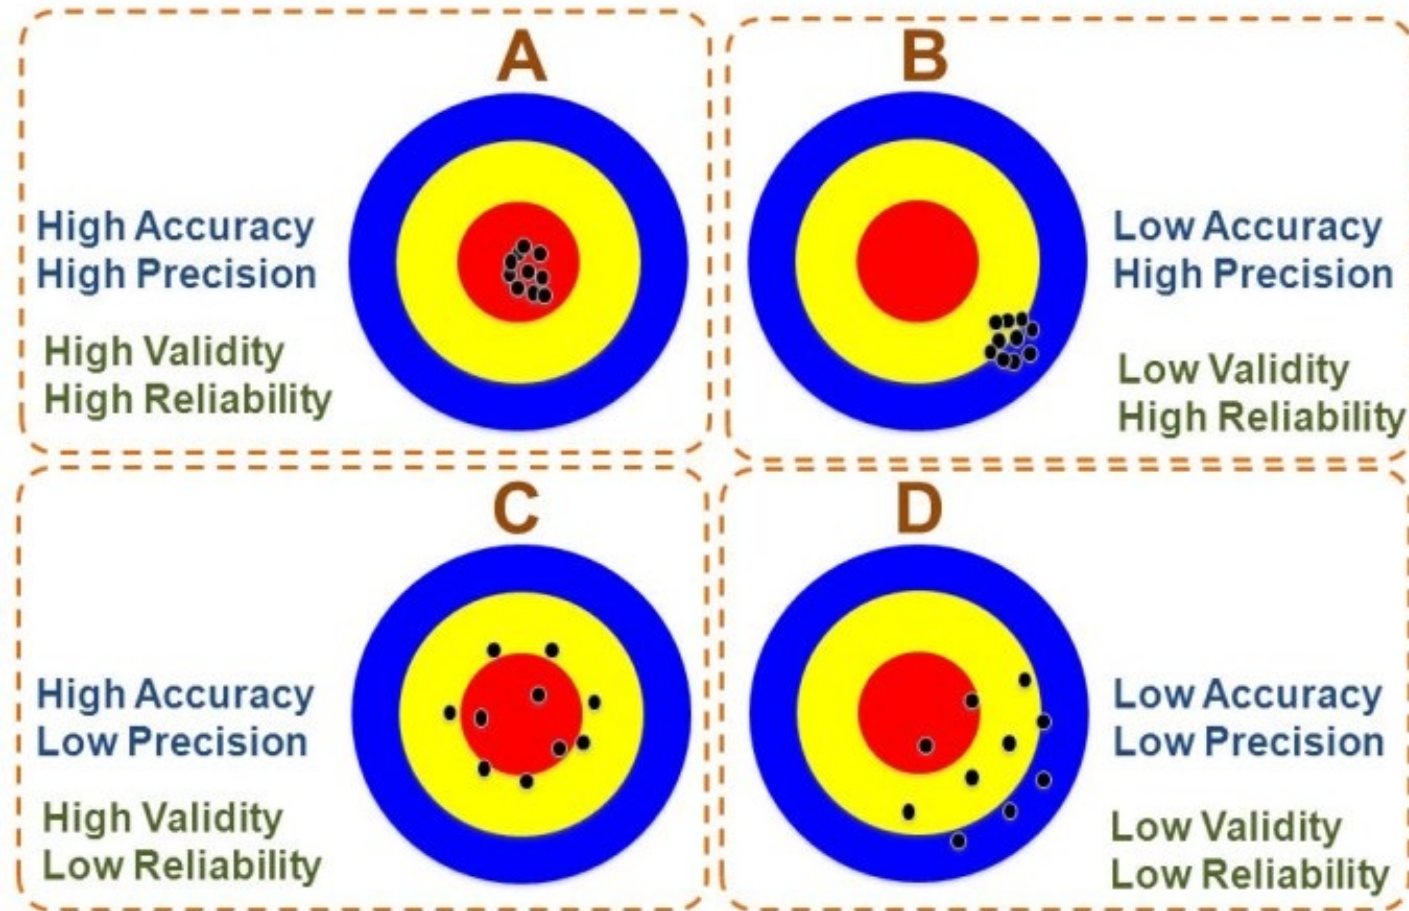 A
High Accuracy
High Precision
High Validity
High Reliability
B
Low Accuracy
High Precision
Low Validity
High Reliability
C
High Accuracy
Low Precision
High Validity
Low Reliability
D
Low Accuracy
Low Precision
Low Validity
Low Reliability